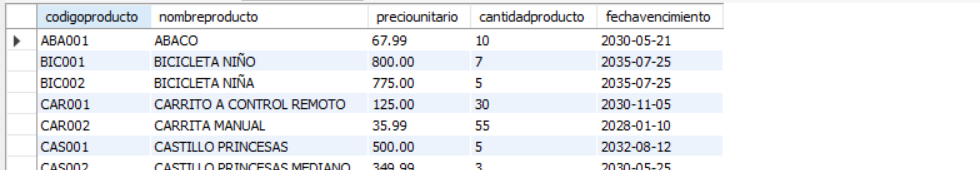 codigoproducto nombreproducto preciounitario cantidadproducto fechavencimiento
ABA001 ABACO 67.99 10 2030-05-21
BIC001 BICICLETA NIÑO 800.00 7 2035-07-25
BIC002 BICICLETA NIÑA 775.00 5 2035-07-25
CAR001 CARRITO A CONTROL REMOTO 125.00 30 2030-11-05
CAR002 CARRITA MANUAL 35.99 55 2028-01-10
CAS001 CASTILLO PRINCESAS 500.00 5 2032-08-12
CAS002 CASTILLO PRINCESAS MEDIANO 349.99 3 2030-05-25